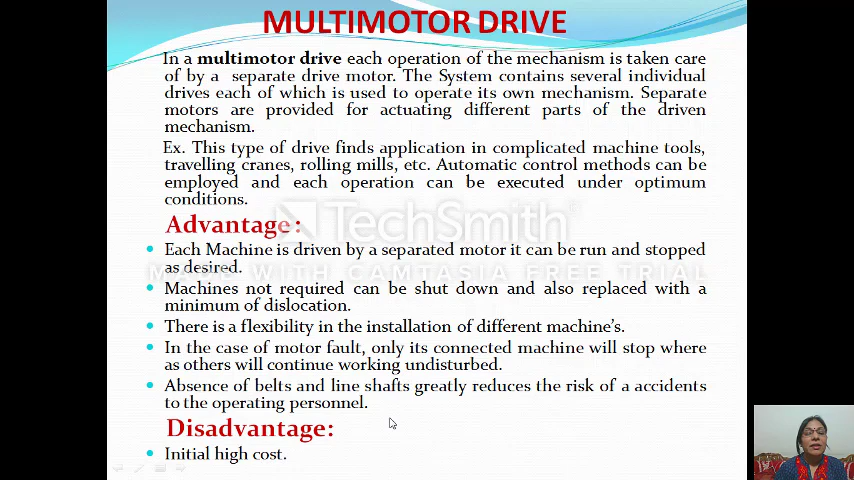 MULTIMOTOR DRIVE
In a multimotor drive each operation of the mechanism is taken care
of by a separate drive motor. The System contains several individual
drives each of which is used to operate its own mechanism. Separate
motors are provided for actuating different parts of the driven
mechanism.
Ex. This type of drive finds application in complicated machine tools,
travelling cranes, rolling mills, etc. Automatic control methods can be
employed and each operation can be executed under optimum
conditions.
Advantage:
TechSmith
• Each Machine is driven by a separated motor it can be run and stopped
as desired.
MADE WITH CAMTASIA FREE TRIAL
• Machines not required can be shut down and also replaced with a
minimum of dislocation.
• There is a flexibility in the installation of different machine's.
• In the case of motor fault, only its connected machine will stop where
as others will continue working undisturbed.
• Absence of belts and line shafts greatly reduces the risk of a accidents
to the operating personnel.
Disadvantage:
• Initial high cost.